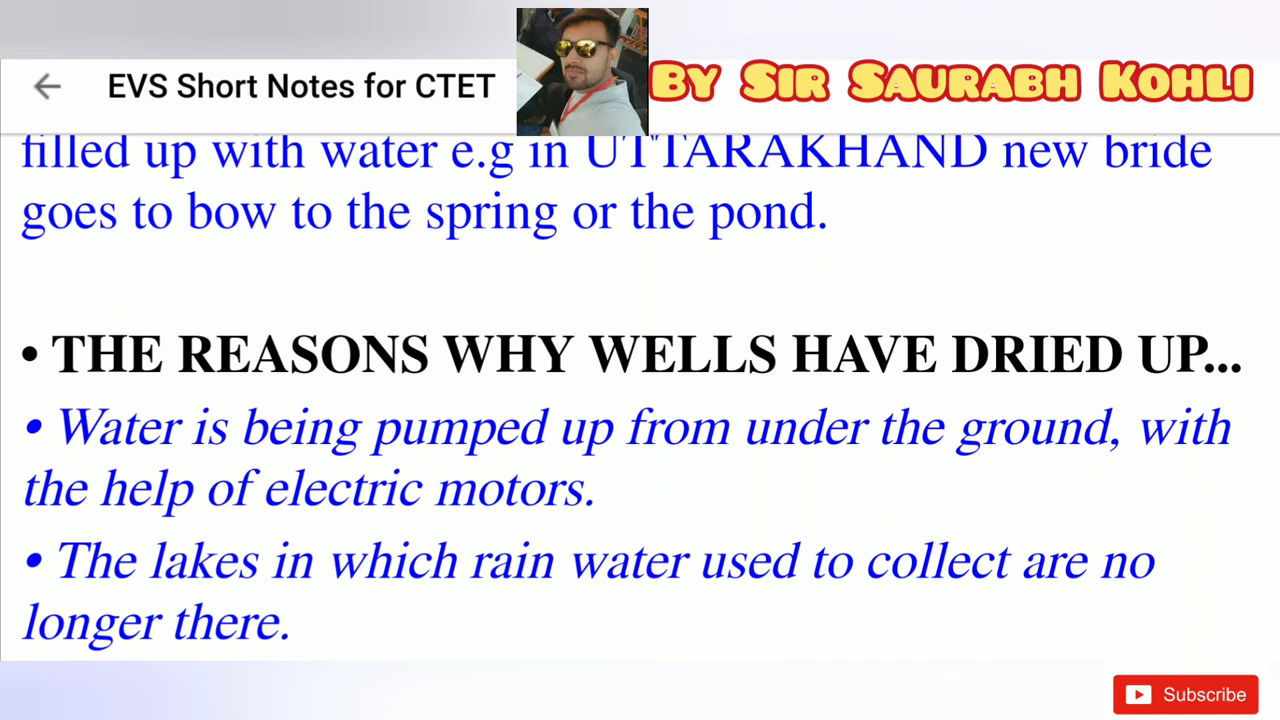 EVS Short Notes for CTET
By Sir Saurabh Kohli
filled up with water e.g in UTTARAKHAND new bride
goes to bow to the spring or the pond.
• THE REASONS WHY WELLS HAVE DRIED UP...
• Water is being pumped up from under the ground, with
the help of electric motors.
• The lakes in which rain water used to collect are no
longer there.
Subscribe